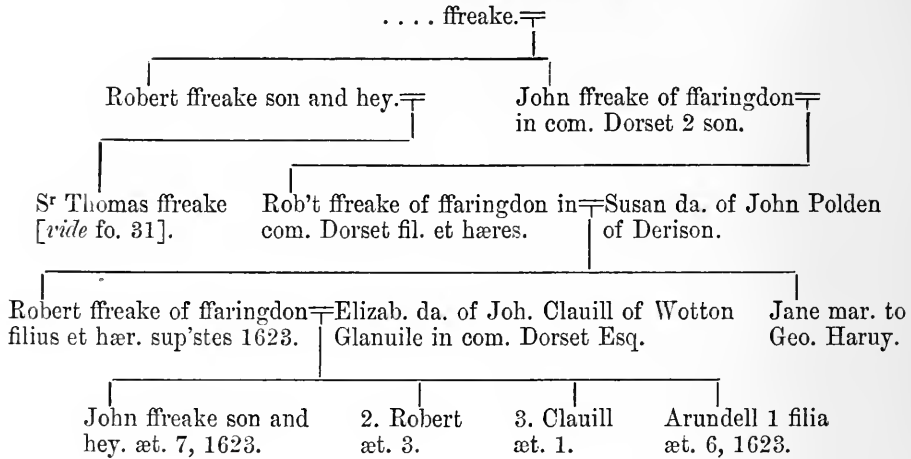 . . . . ffreake.
Robert ffreake son and hey.
John ffreake of ffaringdon
in com. Dorset 2 son.
Sʳ Thomas ffreake
[vide fo. 31].
Rob't ffreake of ffaringdon in
com. Dorset fil. et hæres.
Susan da. of John Polden
of Derison.
Robert ffreake of ffaringdon
filius et hær. sup'stes 1623.
Elizab. da. of Joh. Clauill of Wotton
Glanuile in com. Dorset Esq.
Jane mar. to
Geo. Haruy.
John ffreake son and
hey. æt. 7, 1623.
2. Robert
æt. 3.
3. Clauill
æt. 1.
Arundell 1 filia
æt. 6, 1623.